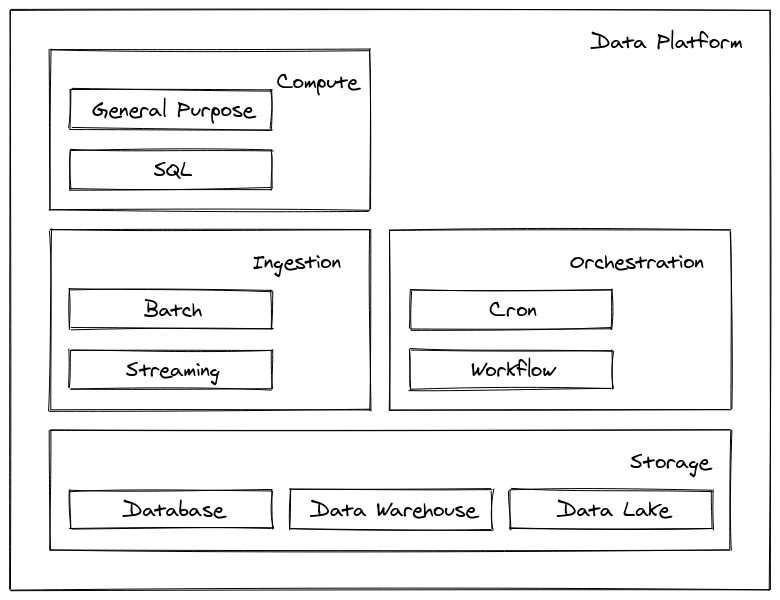 Data Platform
Compute
General Purpose
SQL
Ingestion
Batch
Streaming
Orchestration
Cron
Workflow
Storage
Database
Data Warehouse
Data Lake